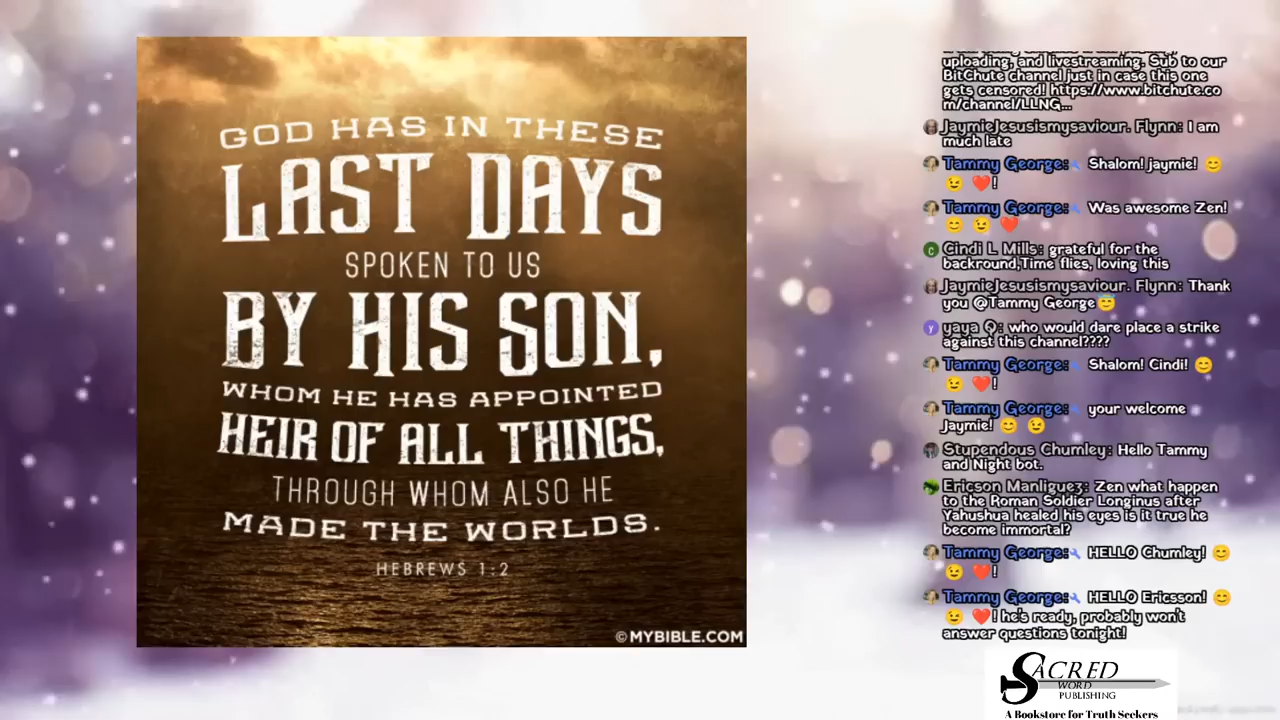 GOD HAS IN THESE
LAST DAYS
SPOKEN TO US
BY HIS SON,
WHOM HE HAS APPOINTED
HEIR OF ALL THINGS,
THROUGH WHOM ALSO HE
MADE THE WORLDS.
HEBREWS 1:2
©MYBIBLE.COM
uploading, and livestreaming. Sub to our
BitChute channel just in case this one
gets censored! https://www.bitchute.co
m/channel/LLNG...
JaymieJesusismysaviour. Flynn: I am
much late
Tammy George: Shalom! jaymie! 😊
😉 ❤️!
Tammy George: Was awesome Zen!
😊 😉 ❤️
C
Cindi L Mills: grateful for the
backround,Time flies, loving this
JaymieJesusismysaviour. Flynn: Thank
you @Tammy George😇
y
yaya Q: who would dare place a strike
against this channel????
Tammy George: Shalom! Cindi! 😊
😉 ❤️!
Tammy George: your welcome
Jaymie! 😊 😉
Stupendous Chumley: Hello Tammy
and Night bot.
Ericson Manliguez: Zen what happen
to the Roman Soldier Longinus after
Yahushua healed his eyes is it true he
become immortal?
Tammy George: HELLO Chumley! 😊
😉 ❤️!
Tammy George: HELLO Ericsson! 😊
😉 ❤️! he's ready, probably won't
answer questions tonight!
SACRED
WORD
PUBLISHING
A Bookstore for Truth Seekers